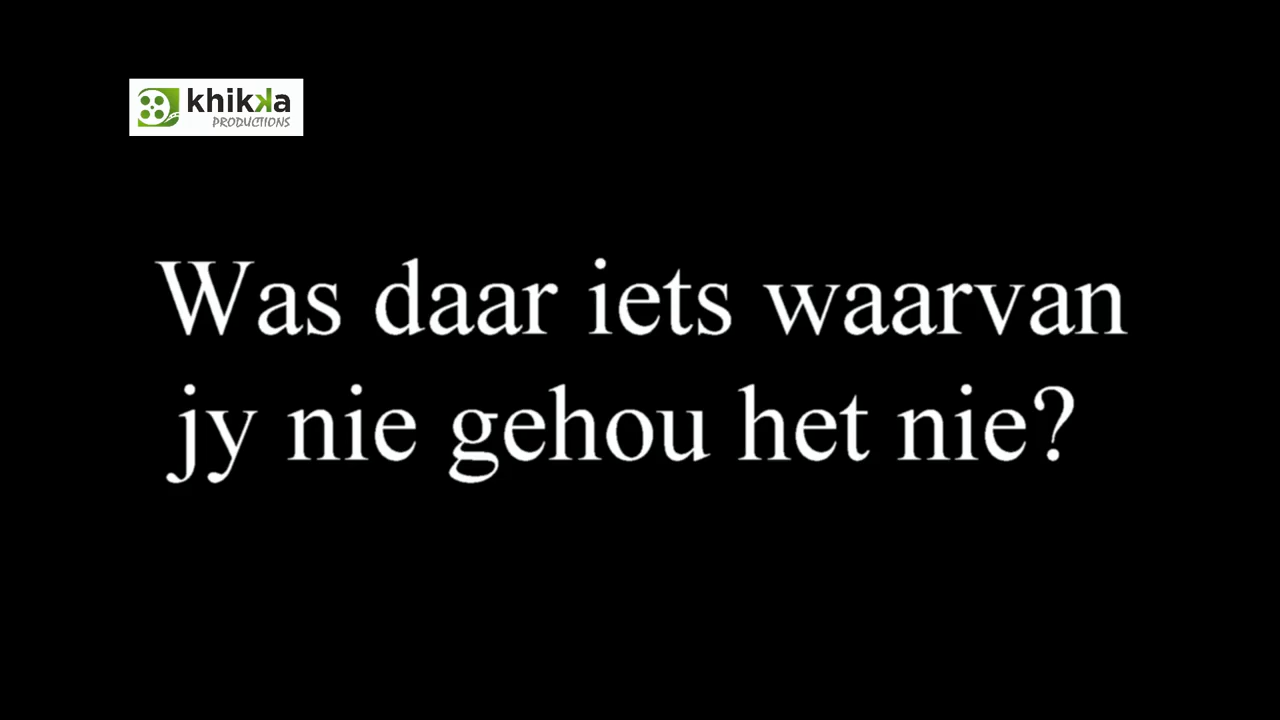 khikka
PRODUCTIONS
Was daar iets waarvan
jy nie gehou het nie?